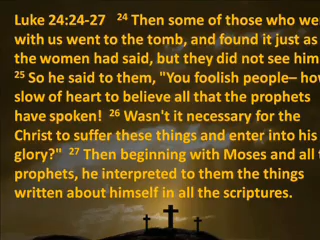 Luke 24:24-27 24 Then some of those who we
with us went to the tomb, and found it just as
the women had said, but they did not see him
25 So he said to them, "You foolish people– ho
slow of heart to believe all that the prophets
have spoken! 26 Wasn't it necessary for the
Christ to suffer these things and enter into his
glory?" 27 Then beginning with Moses and all t
prophets, he interpreted to them the things
written about himself in all the scriptures.